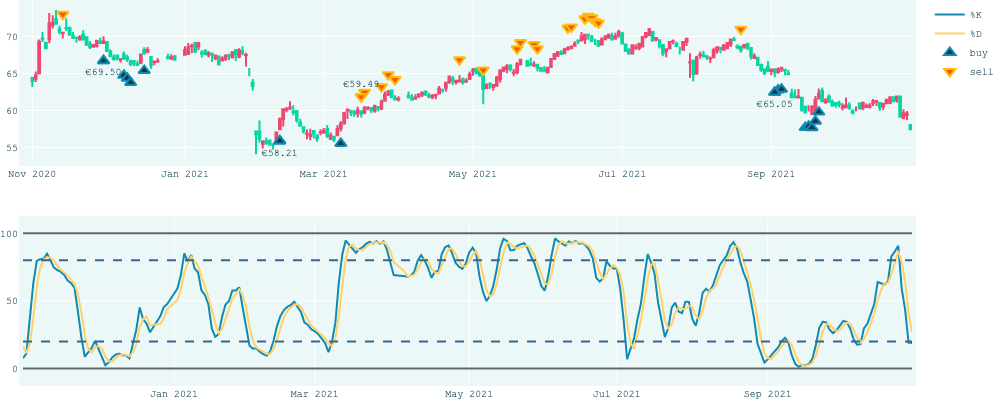 %K
%D
buy
sell
70
65
60
55
€69.50
€59.49
€65.05
€58.21
Nov 2020 Jan 2021 Mar 2021 May 2021 Jul 2021 Sep 2021
100
50
0
Jan 2021 Mar 2021 May 2021 Jul 2021 Sep 2021